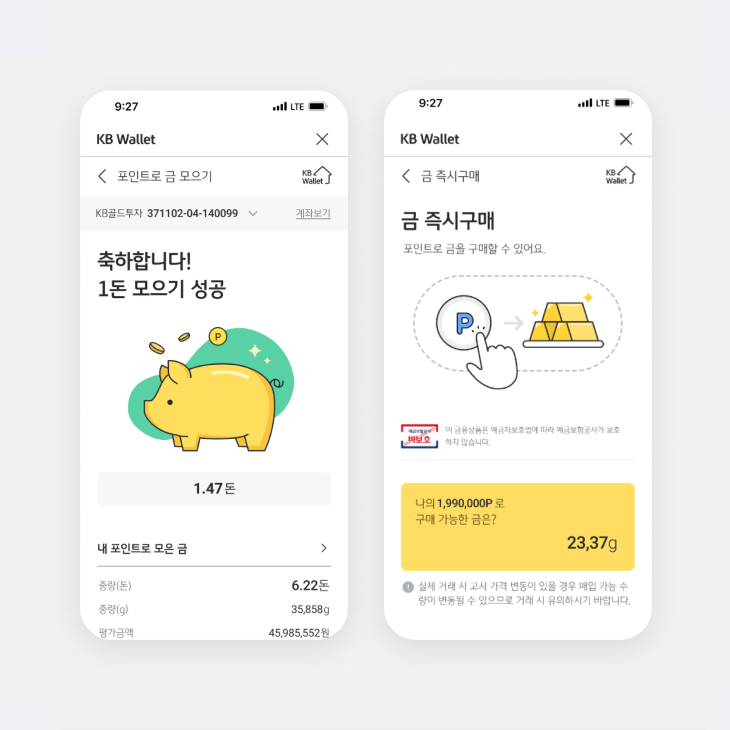 9:27
LTE
KB Wallet
포인트로 금 모으기
KB
Wallet
KB골드투자 371102-04-140099
계좌보기
축하합니다!
1돈 모으기 성공
P
1.47돈
내 포인트로 모은 금
중량(돈) 6.22돈
중량(g) 35,858g
평가금액 45,985,552원
9:27
LTE
KB Wallet
금 즉시구매
KB
Wallet
금 즉시구매
포인트로 금을 구매할 수 있어요.
P
예금보험공사
비보호
이 금융상품은 예금자보호법에 따라 예금보험공사가 보호
하지 않습니다.
나의 1,990,000P 로
구매 가능한 금은?
23,37g
실제 거래 시 고시 가격 변동이 있을 경우 매입 가능 수
량이 변동될 수 있으므로 거래 시 유의하시기 바랍니다.